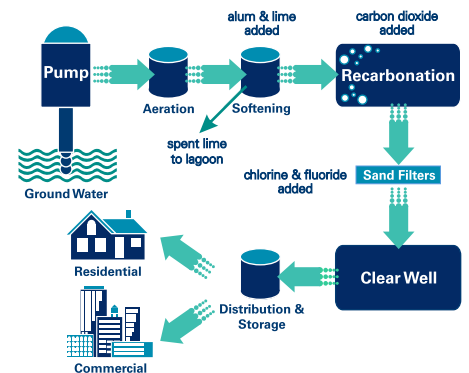 alum & lime
added
carbon dioxide
added
Pump
Recarbonation
Aeration
Softening
spent lime
to lagoon
Ground Water
chlorine & fluoride
added
Sand Filters
Residential
Clear Well
Distribution &
Storage
Commercial